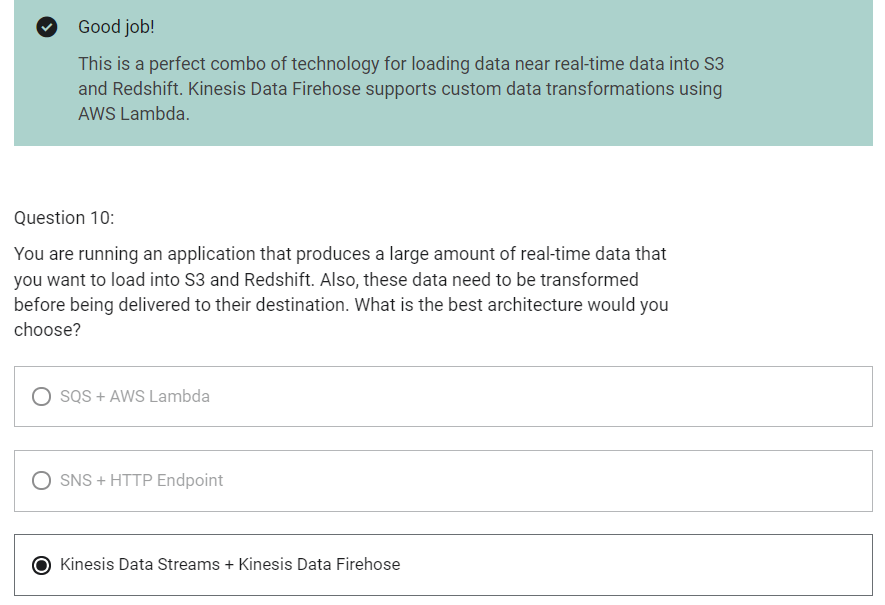 Good job!
This is a perfect combo of technology for loading data near real-time data into S3
and Redshift. Kinesis Data Firehose supports custom data transformations using
AWS Lambda.
Question 10:
You are running an application that produces a large amount of real-time data that
you want to load into S3 and Redshift. Also, these data need to be transformed
before being delivered to their destination. What is the best architecture would you
choose?
SQS + AWS Lambda
SNS + HTTP Endpoint
Kinesis Data Streams + Kinesis Data Firehose